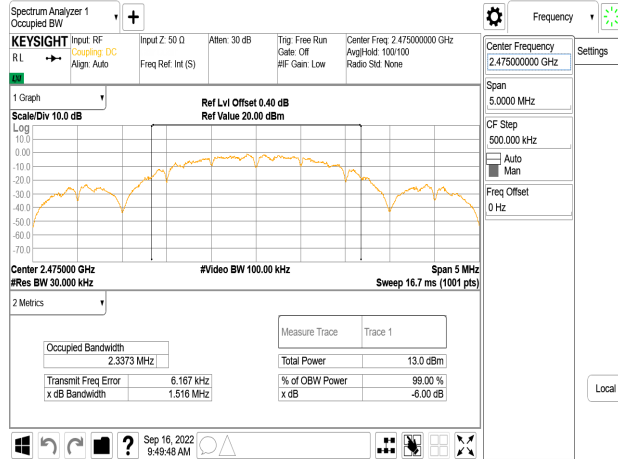 Spectrum Analyzer 1
Occupied BW
Frequency
KEYSIGHT Input: RF Input Z: 50 Ω Atten: 30 dB Trig: Free Run Center Freq: 2.475000000 GHz
R L Coupling: DC Gate: Off Avg|Hold: 100/100
Align: Auto Freq Ref: Int (S) #IF Gain: Low Radio Std: None
Center Frequency
2.475000000 GHz
Settings
Span
5.0000 MHz
CF Step
500.000 kHz
Auto
Man
Freq Offset
0 Hz
Local
1 Graph
Ref Lvl Offset 0.40 dB
Scale/Div 10.0 dB Ref Value 20.00 dBm
Log
10.0
0.00
-10.0
-20.0
-30.0
-40.0
-50.0
-60.0
-70.0
Center 2.475000 GHz #Video BW 100.00 kHz Span 5 MHz
#Res BW 30.000 kHz Sweep 16.7 ms (1001 pts)
2 Metrics
Measure Trace Trace 1
Occupied Bandwidth
2.3373 MHz
Total Power 13.0 dBm
Transmit Freq Error 6.167 kHz % of OBW Power 99.00 %
x dB Bandwidth 1.516 MHz x dB -6.00 dB
? Sep 16, 2022
9:49:48 AM